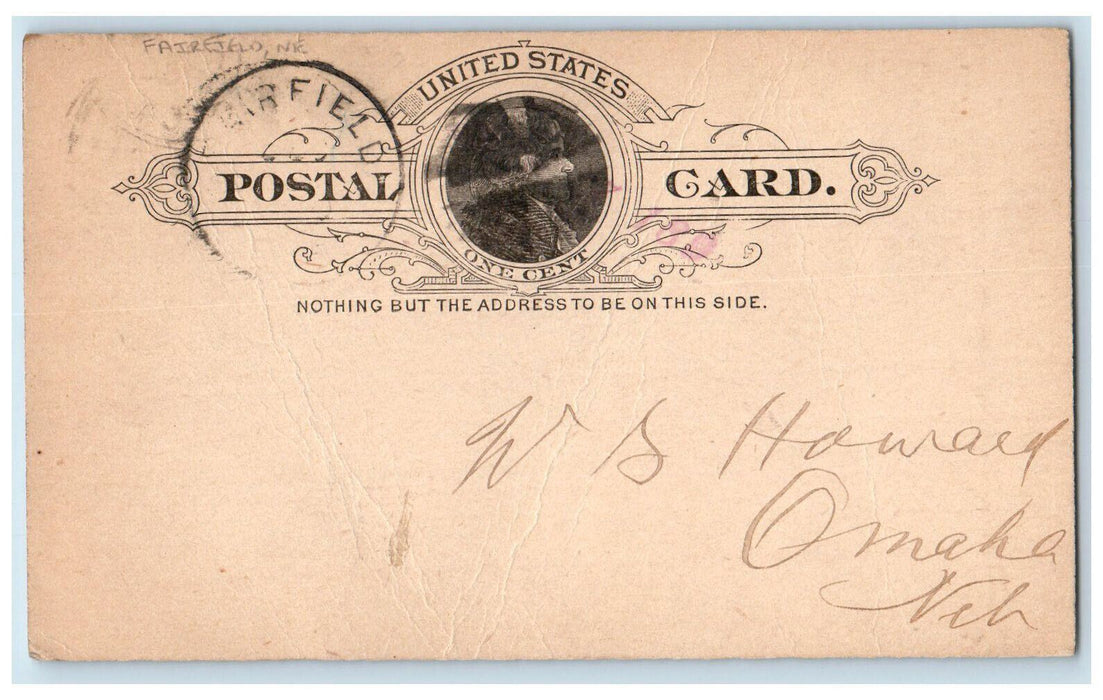 FAIRFIELD, NE
FAIRFIELD
UNITED STATES
POSTAL CARD.
ONE CENT
NOTHING BUT THE ADDRESS TO BE ON THIS SIDE.
W S Howard
Omaha
Neb